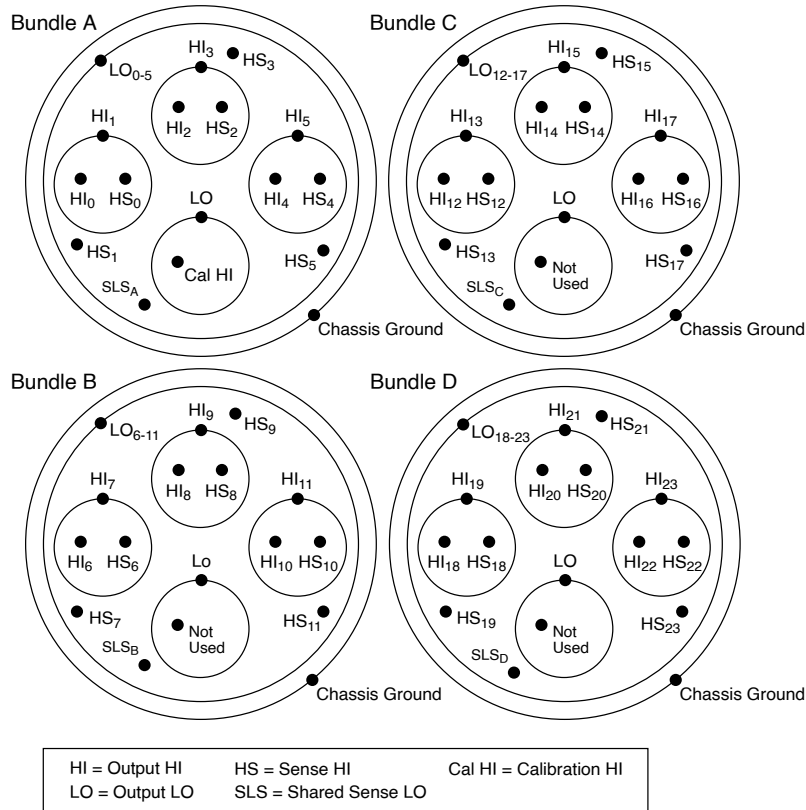 Bundle A
HI3
HS3
LO0-5
HI1
HI2 HS2
HI5
HI0 HS0
HI4 HS4
LO
HS1
Cal HI
HS5
SLSA
Chassis Ground
Bundle C
HI15
HS15
LO12-17
HI13
HI14 HS14
HI17
HI12 HS12
HI16 HS16
LO
HS13
Not
Used
HS17
SLSC
Chassis Ground
Bundle B
HI9
HS9
LO6-11
HI7
HI8 HS8
HI11
HI6 HS6
HI10 HS10
Lo
HS7
Not
Used
HS11
SLSB
Chassis Ground
Bundle D
HI21
HS21
LO18-23
HI19
HI20 HS20
HI23
HI18 HS18
HI22 HS22
LO
HS19
Not
Used
HS23
SLSD
Chassis Ground
HI = Output HI HS = Sense HI Cal HI = Calibration HI
LO = Output LO SLS = Shared Sense LO